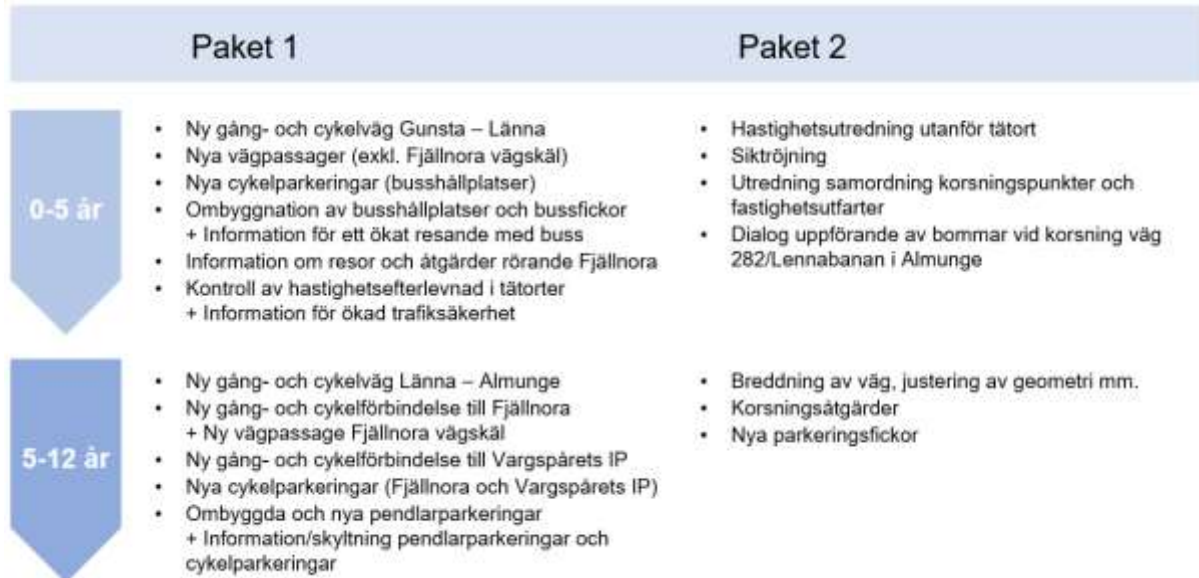 Paket 1
Paket 2
0-5 år
• Ny gång- och cykelväg Gunsta – Länna
• Nya vägpassager (exkl. Fjällnora vägskäl)
• Nya cykelparkeringar (busshållplatser)
• Ombyggnation av busshållplatser och bussfickor
+ Information för ett ökat resande med buss
• Information om resor och åtgärder rörande Fjällnora
• Kontroll av hastighetsefterlevnad i tätorter
+ Information för ökad trafiksäkerhet
• Hastighetsutredning utanför tätort
• Siktröjning
• Utredning samordning korsningspunkter och
fastighetsutfarter
• Dialog uppförande av bommar vid korsning väg
282/Lennabanan i Almunge
5-12 år
• Ny gång- och cykelväg Länna – Almunge
• Ny gång- och cykelförbindelse till Fjällnora
+ Ny vägpassage Fjällnora vägskäl
• Ny gång- och cykelförbindelse till Vargspårets IP
• Nya cykelparkeringar (Fjällnora och Vargspårets IP)
• Ombyggda och nya pendlarparkeringar
+ Information/skyltning pendlarparkeringar och
cykelparkeringar
• Breddning av väg, justering av geometri mm.
• Korsningsåtgärder
• Nya parkeringsfickor